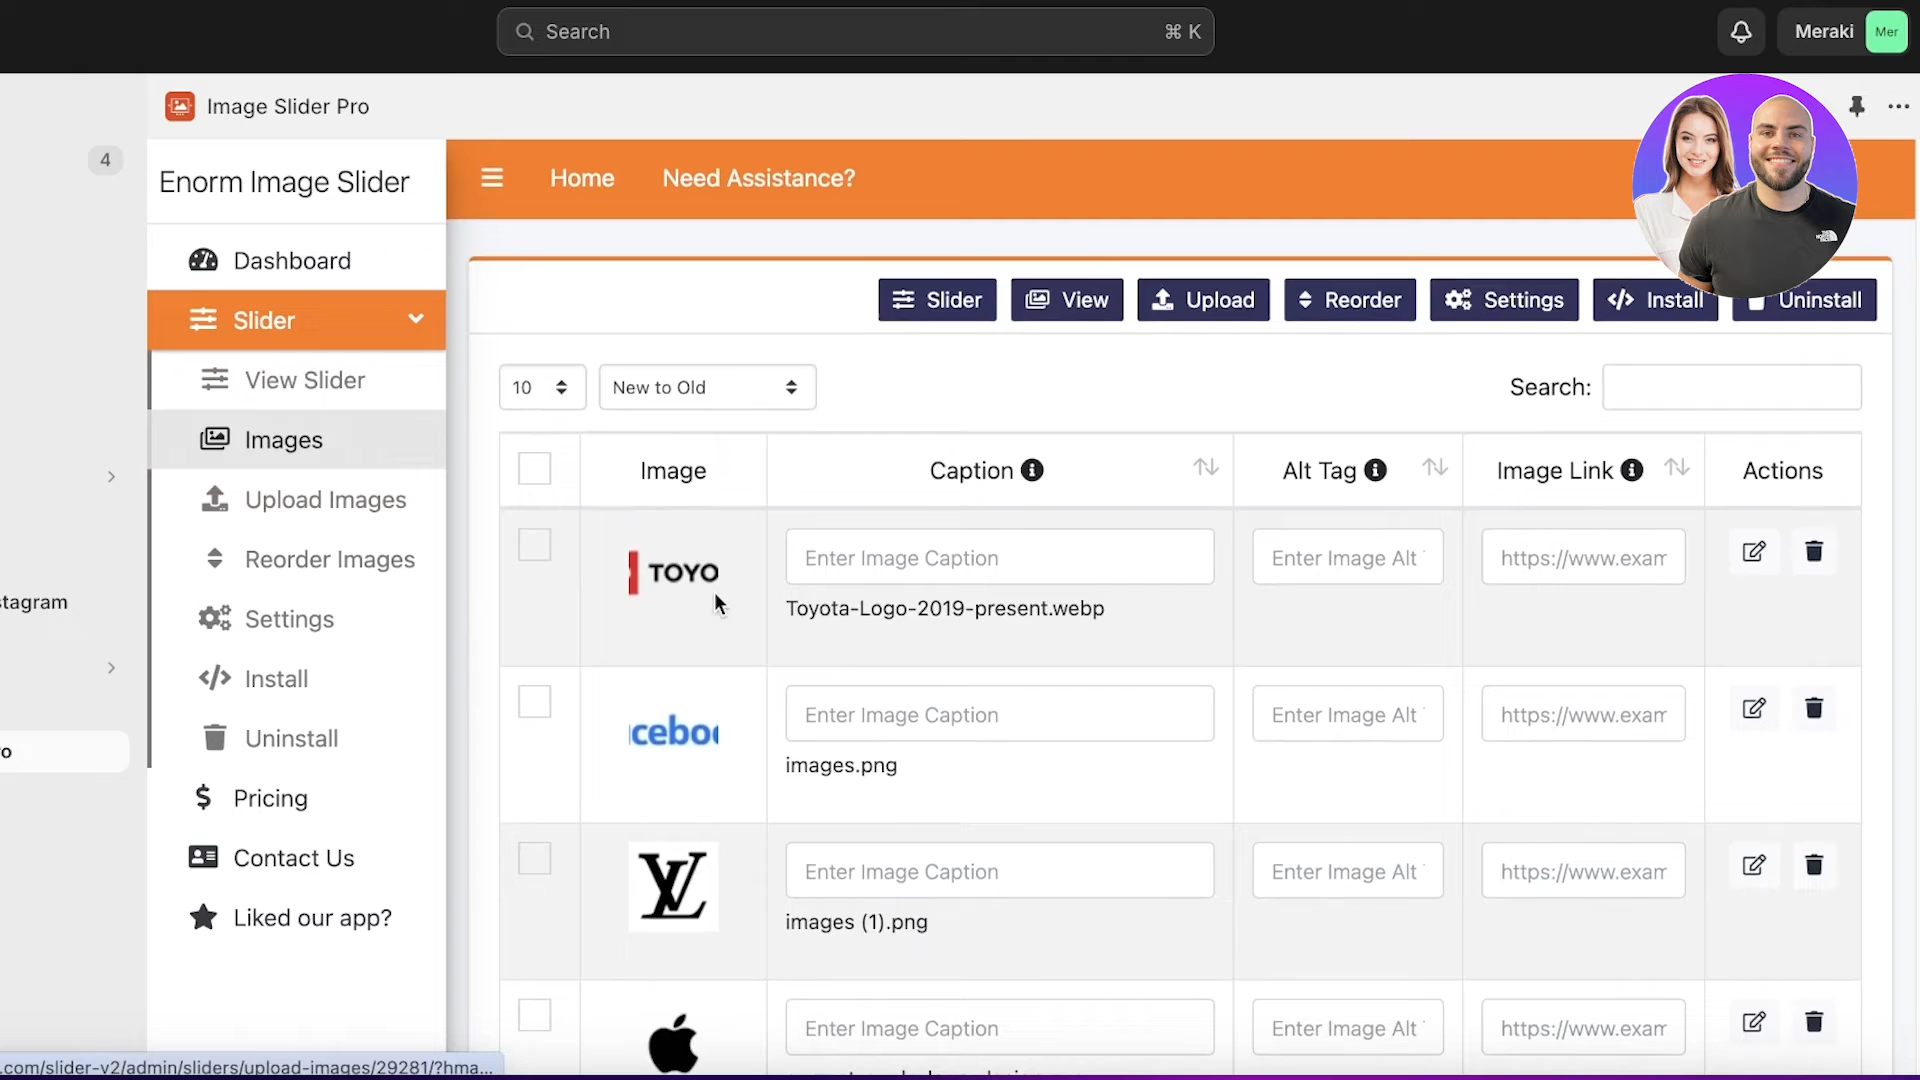 Search ⌘ K
Meraki Mer
Image Slider Pro
4
Enorm Image Slider
Home Need Assistance?
Dashboard
Slider
View Slider
Images
Upload Images
Reorder Images
Settings
Install
Uninstall
Pricing
Contact Us
Liked our app?
stagram
o
Slider View Upload Reorder Settings Install Uninstall
10 New to Old Search:
Image Caption Alt Tag Image Link Actions
TOYO
Enter Image Caption Enter Image Alt https://www.exam
Toyota-Logo-2019-present.webp
ceboo
Enter Image Caption Enter Image Alt https://www.exam
images.png
LV
Enter Image Caption Enter Image Alt https://www.exam
images (1).png
Enter Image Caption Enter Image Alt https://www.exam
.com/slider-v2/admin/sliders/upload-images/29281/?hma...